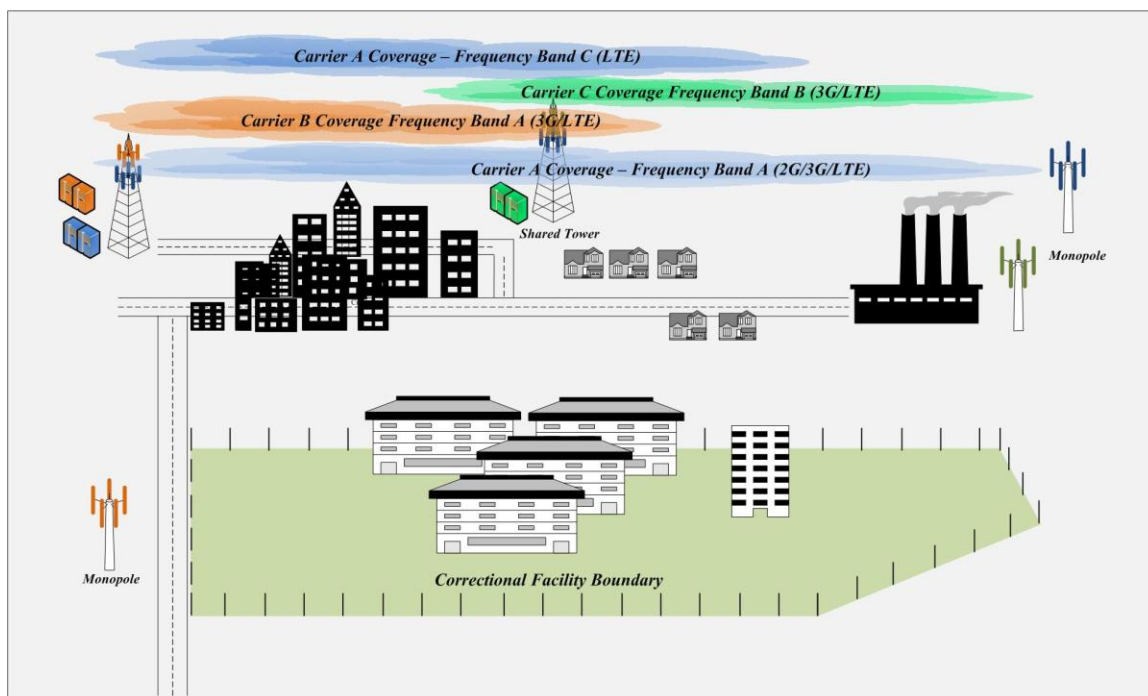 Carrier A Coverage – Frequency Band C (LTE)
Carrier C Coverage Frequency Band B (3G/LTE)
Carrier B Coverage Frequency Band A (3G/LTE)
Carrier A Coverage – Frequency Band A (2G/3G/LTE)
Shared Tower
Monopole
Monopole
Correctional Facility Boundary